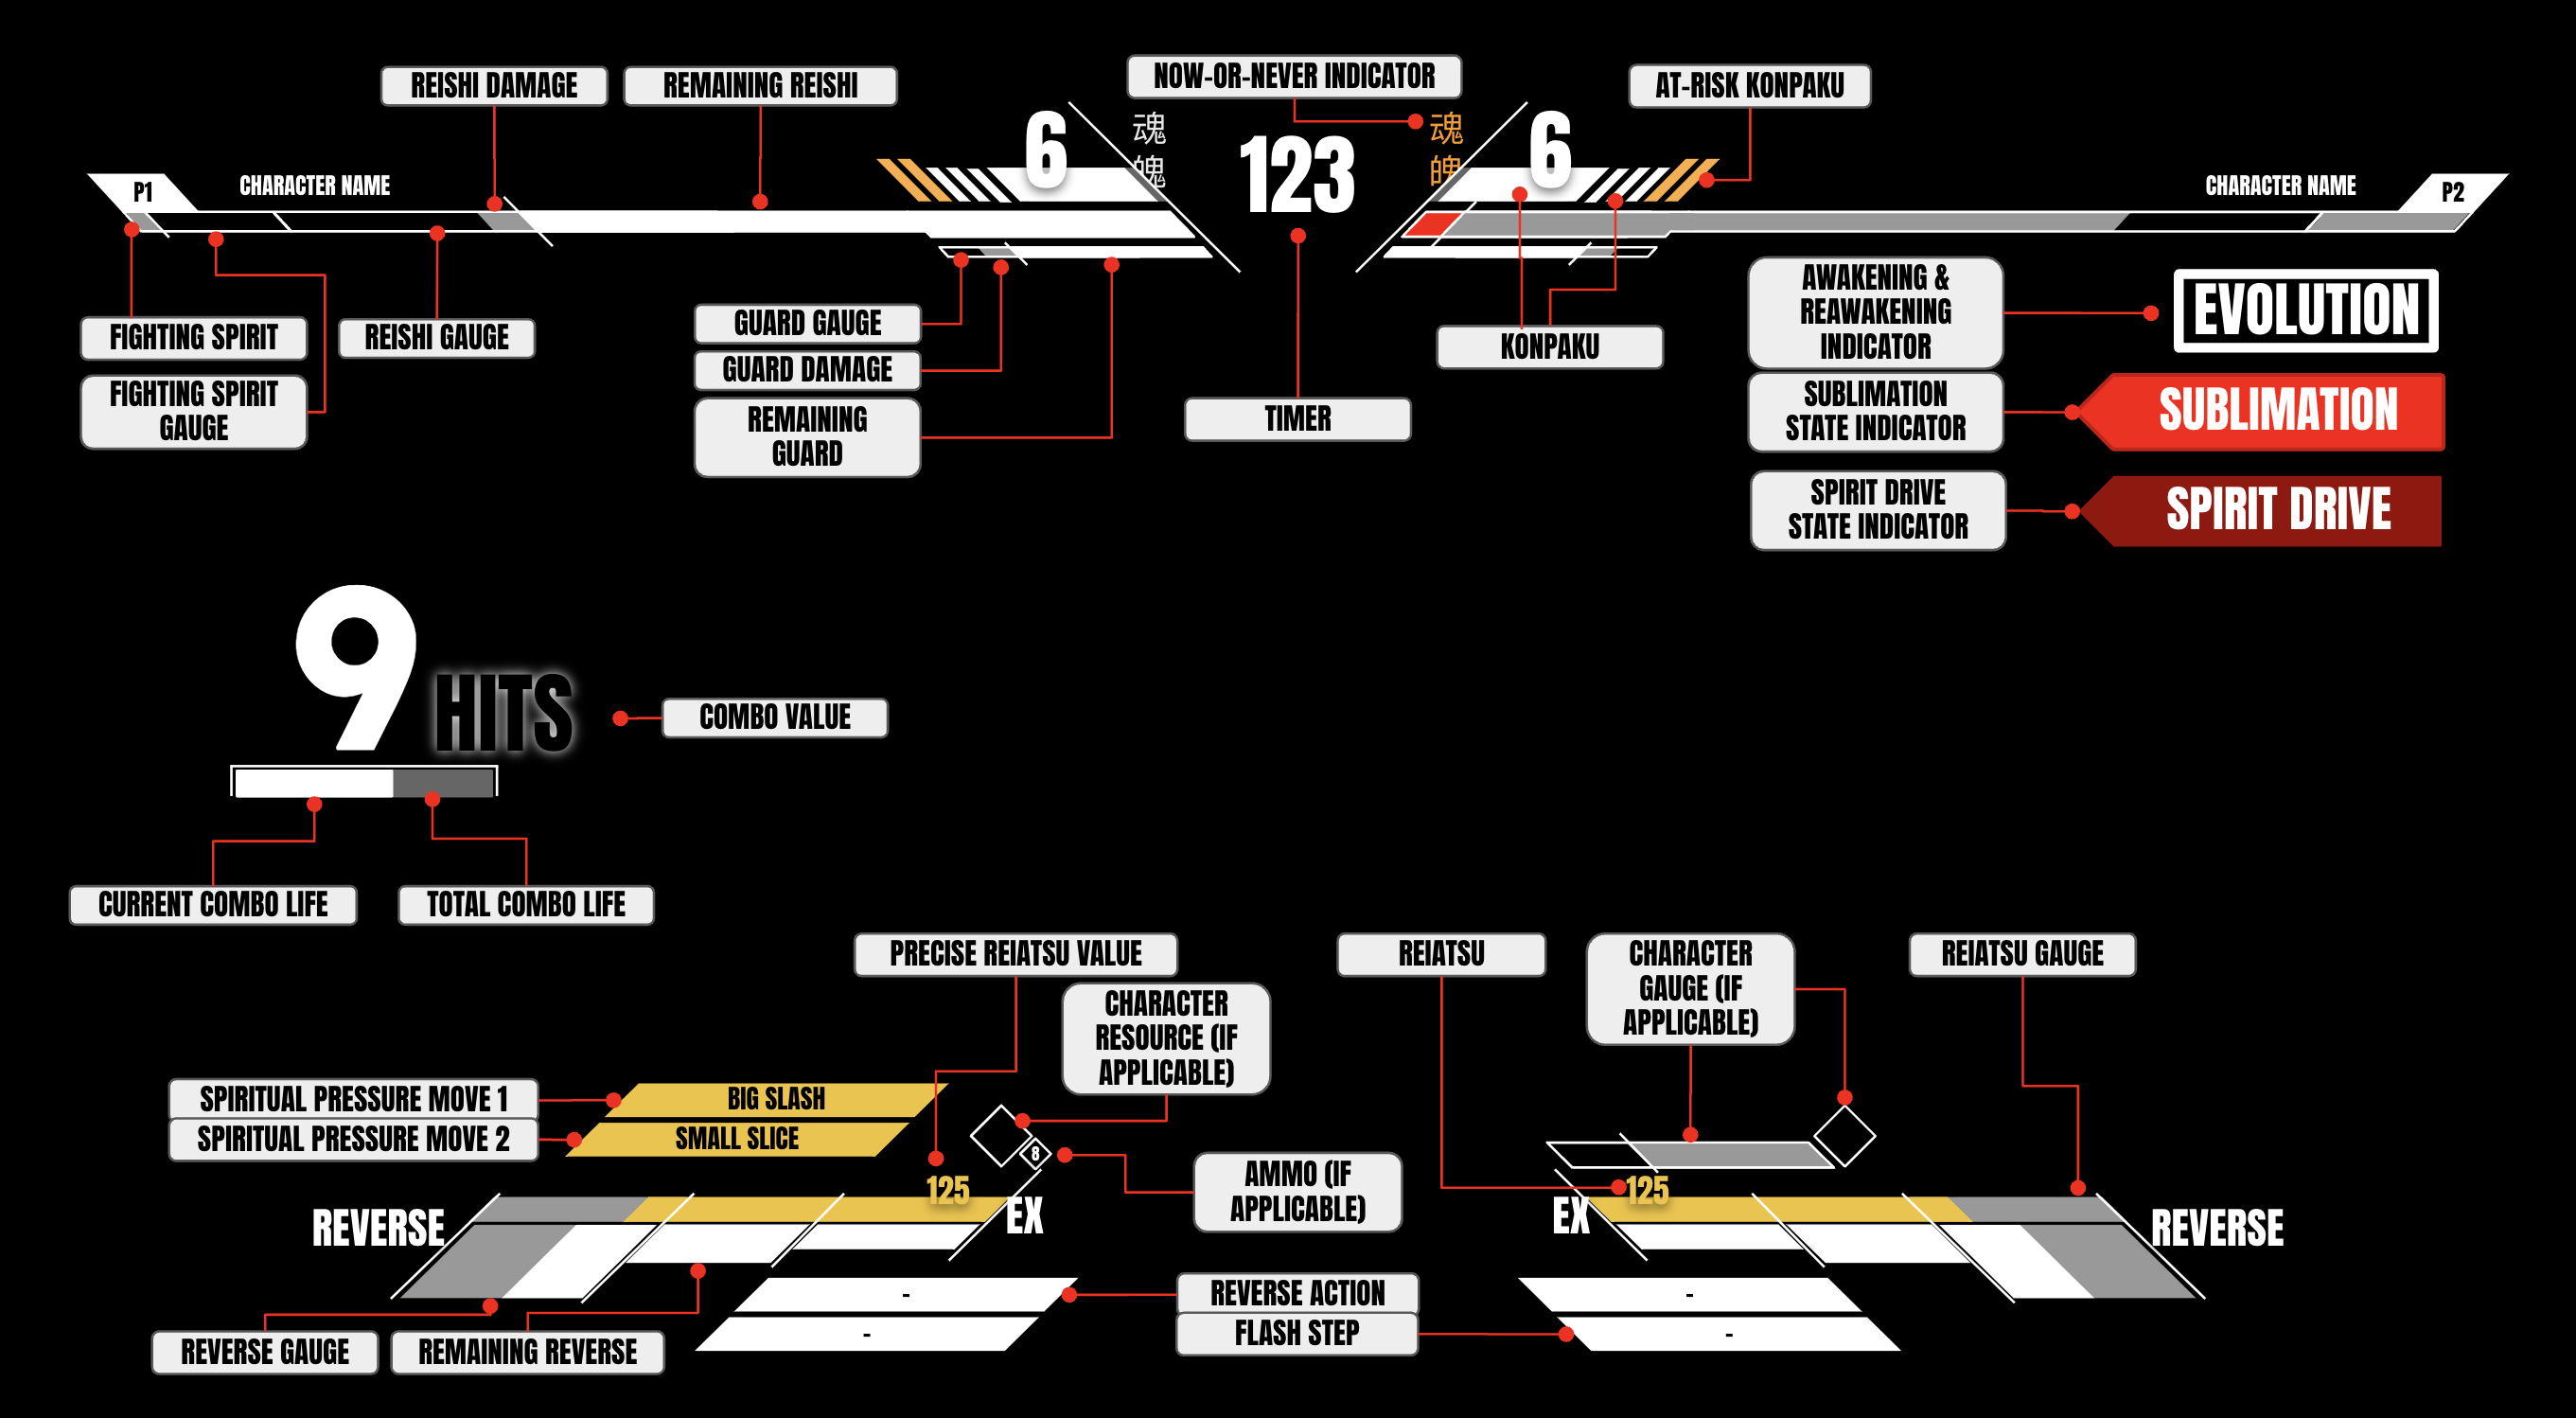 REISHI DAMAGE
REMAINING REISHI
NOW-OR-NEVER INDICATOR
AT-RISK KONPAKU
6
魂
魄
123
魂
魄
6
P1
CHARACTER NAME
CHARACTER NAME
P2
FIGHTING SPIRIT
REISHI GAUGE
FIGHTING SPIRIT
GAUGE
GUARD GAUGE
GUARD DAMAGE
REMAINING
GUARD
TIMER
KONPAKU
AWAKENING &
REAWAKENING
INDICATOR
EVOLUTION
SUBLIMATION
STATE INDICATOR
SUBLIMATION
SPIRIT DRIVE
STATE INDICATOR
SPIRIT DRIVE
9 HITS
COMBO VALUE
CURRENT COMBO LIFE
TOTAL COMBO LIFE
PRECISE REIATSU VALUE
REIATSU
CHARACTER
GAUGE (IF
APPLICABLE)
REIATSU GAUGE
CHARACTER
RESOURCE (IF
APPLICABLE)
SPIRITUAL PRESSURE MOVE 1
BIG SLASH
SPIRITUAL PRESSURE MOVE 2
SMALL SLICE
8
AMMO (IF
APPLICABLE)
125
125
REVERSE
EX
EX
REVERSE
-
REVERSE ACTION
-
-
FLASH STEP
-
REVERSE GAUGE
REMAINING REVERSE